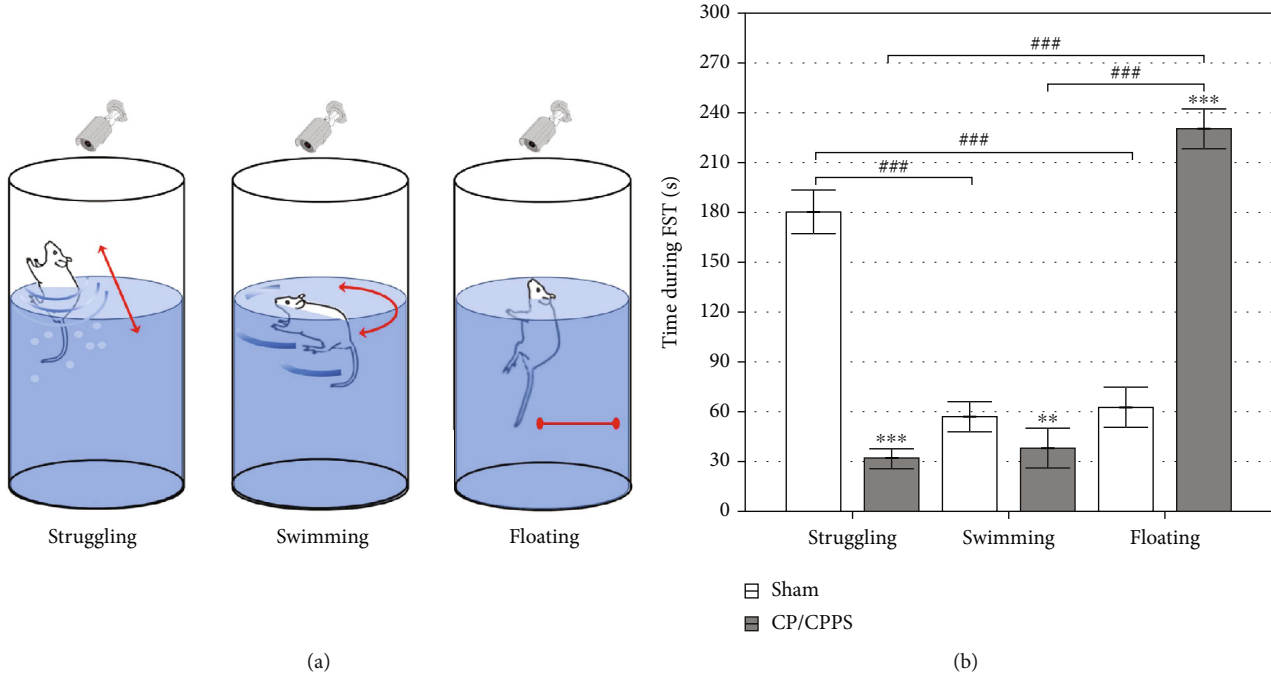 Struggling
Swimming
Floating
(a)
Time during FST (s)
300
270
240
210
180
150
120
90
60
30
0
###
###
###
###
***
***
**
Struggling
Swimming
Floating
Sham
CP/CPPS
(b)